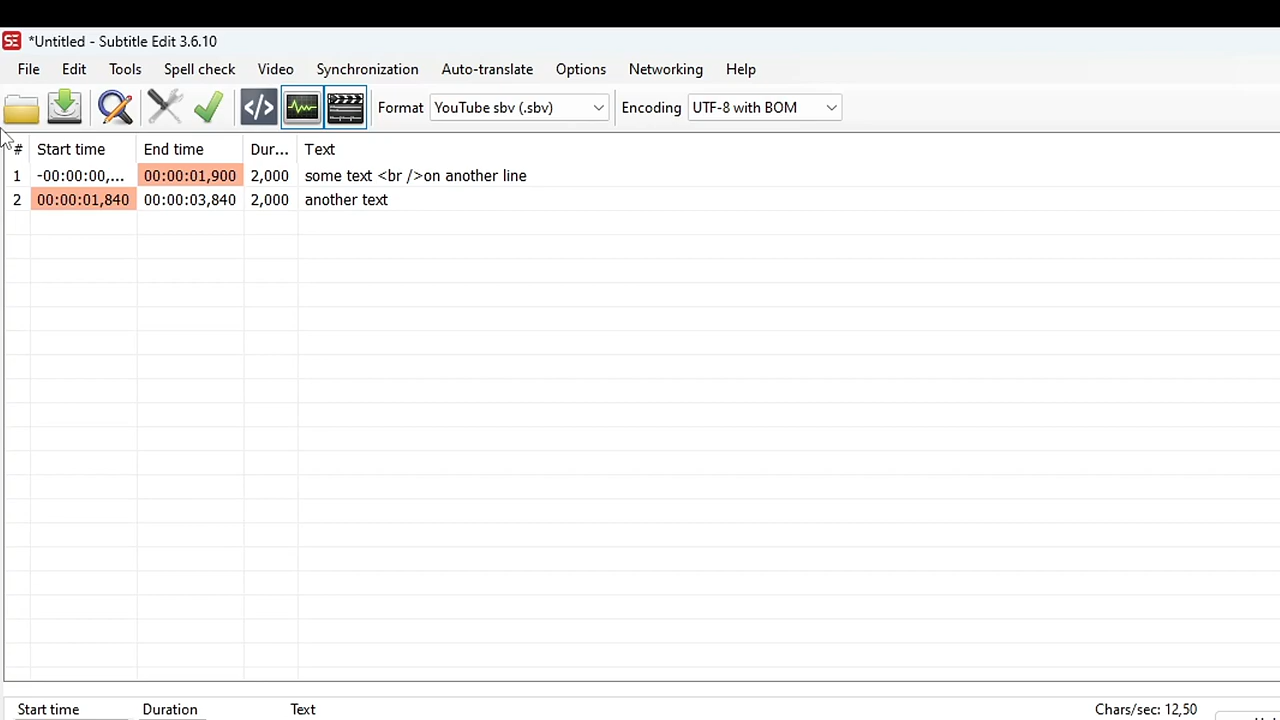 *Untitled - Subtitle Edit 3.6.10
File Edit Tools Spell check Video Synchronization Auto-translate Options Networking Help
Format YouTube sbv (.sbv) Encoding UTF-8 with BOM
# Start time End time Dur... Text
1 -00:00:00,... 00:00:01,900 2,000 some text <br />on another line
2 00:00:01,840 00:00:03,840 2,000 another text
Start time Duration Text Chars/sec: 12,50